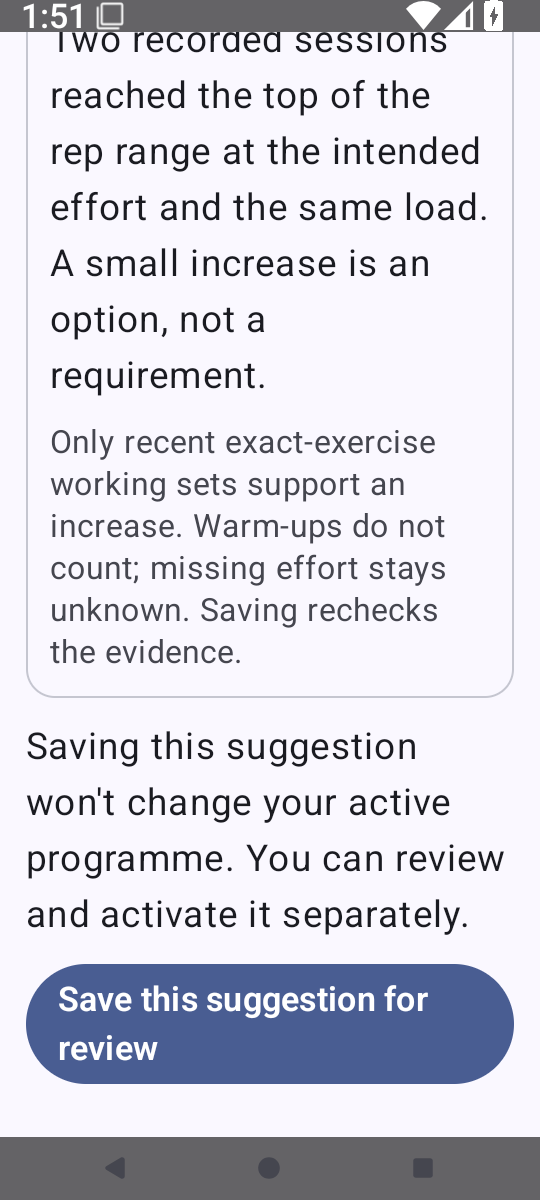 1:51
Two recorded sessions
reached the top of the
rep range at the intended
effort and the same load.
A small increase is an
option, not a
requirement.
Only recent exact-exercise
working sets support an
increase. Warm-ups do not
count; missing effort stays
unknown. Saving rechecks
the evidence.
Saving this suggestion
won't change your active
programme. You can review
and activate it separately.
Save this suggestion for
review